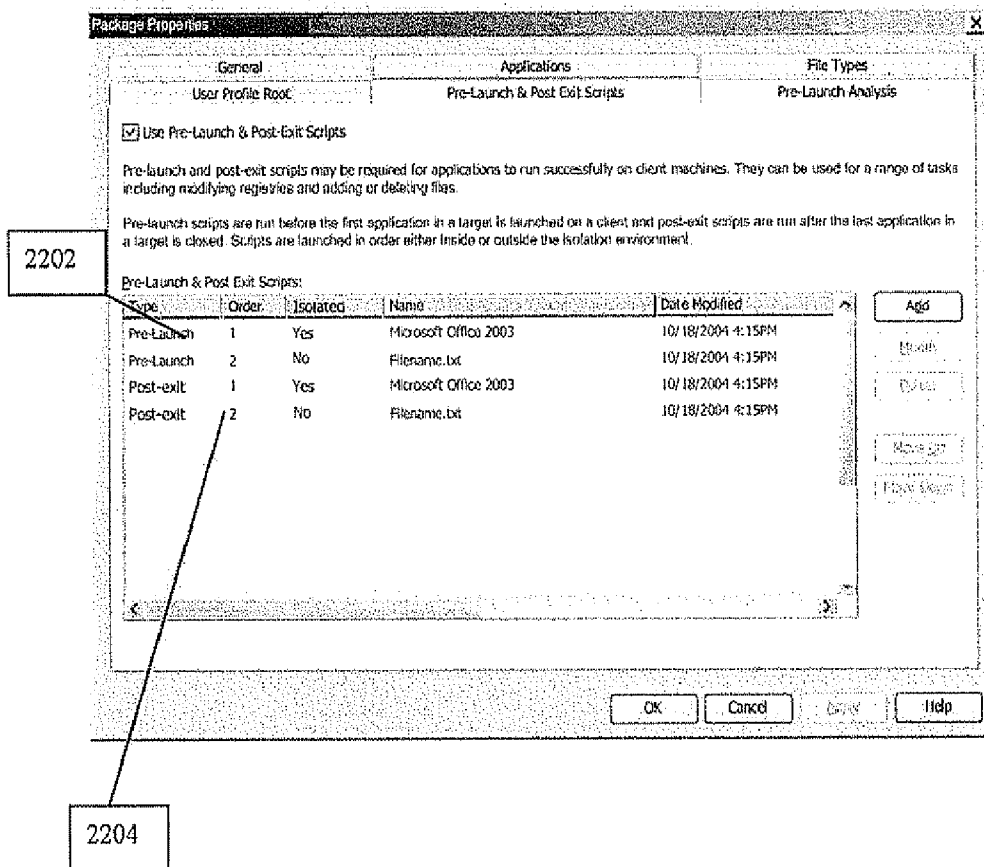 Package Properties X
General Applications File Types
User Profile Root Pre-Launch & Post Exit Scripts Pre-Launch Analysis
Use Pre-Launch & Post-Exit Scripts
Pre-launch and post-exit scripts may be required for applications to run successfully on client machines. They can be used for a range of tasks
including modifying registries and adding or deleting files.
Pre-launch scripts are run before the first application in a target is launched on a client and post-exit scripts are run after the last application in
a target is closed. Scripts are launched in order either inside or outside the isolation environment.
2202
Pre-Launch & Post Exit Scripts:
Type Order Isolated Name Date Modified Add
Pre-Launch 1 Yes Microsoft Office 2003 10/18/2004 4:15PM
Modify
Pre-Launch 2 No Filename.txt 10/18/2004 4:15PM
Post-exit 1 Yes Microsoft Office 2003 10/18/2004 4:15PM
Post-exit 2 No Filename.txt 10/18/2004 4:15PM
Move Up
Move Down
OK Cancel Help
2204